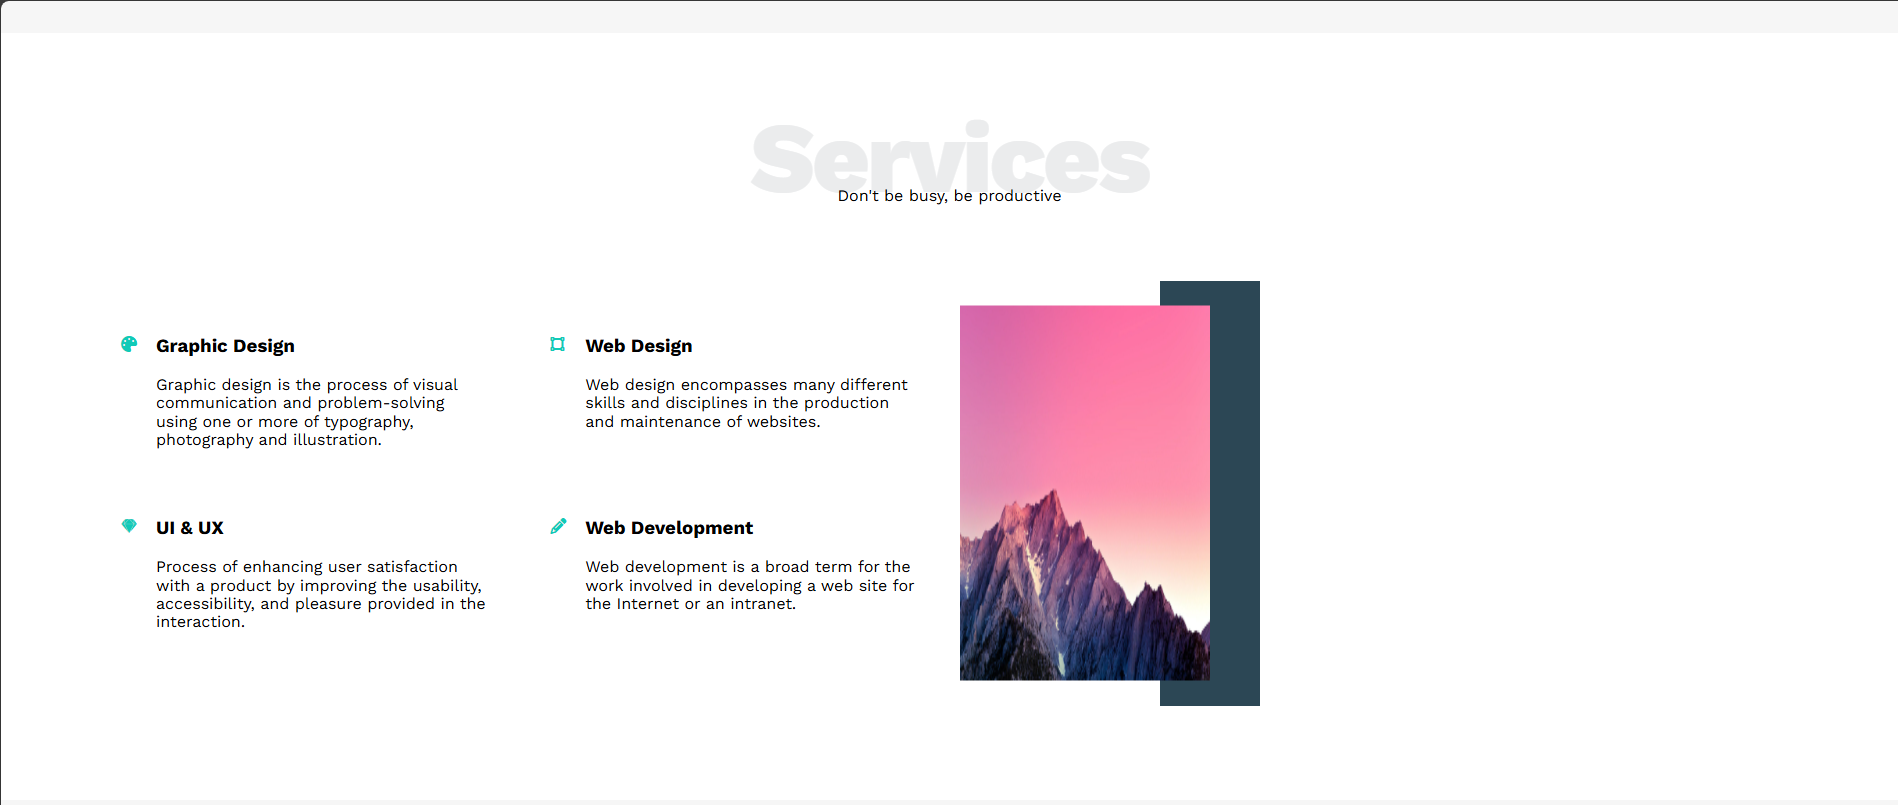 Services
Don't be busy, be productive
Graphic Design
Graphic design is the process of visual
communication and problem-solving
using one or more of typography,
photography and illustration.
Web Design
Web design encompasses many different
skills and disciplines in the production
and maintenance of websites.
UI & UX
Process of enhancing user satisfaction
with a product by improving the usability,
accessibility, and pleasure provided in the
interaction.
Web Development
Web development is a broad term for the
work involved in developing a web site for
the Internet or an intranet.